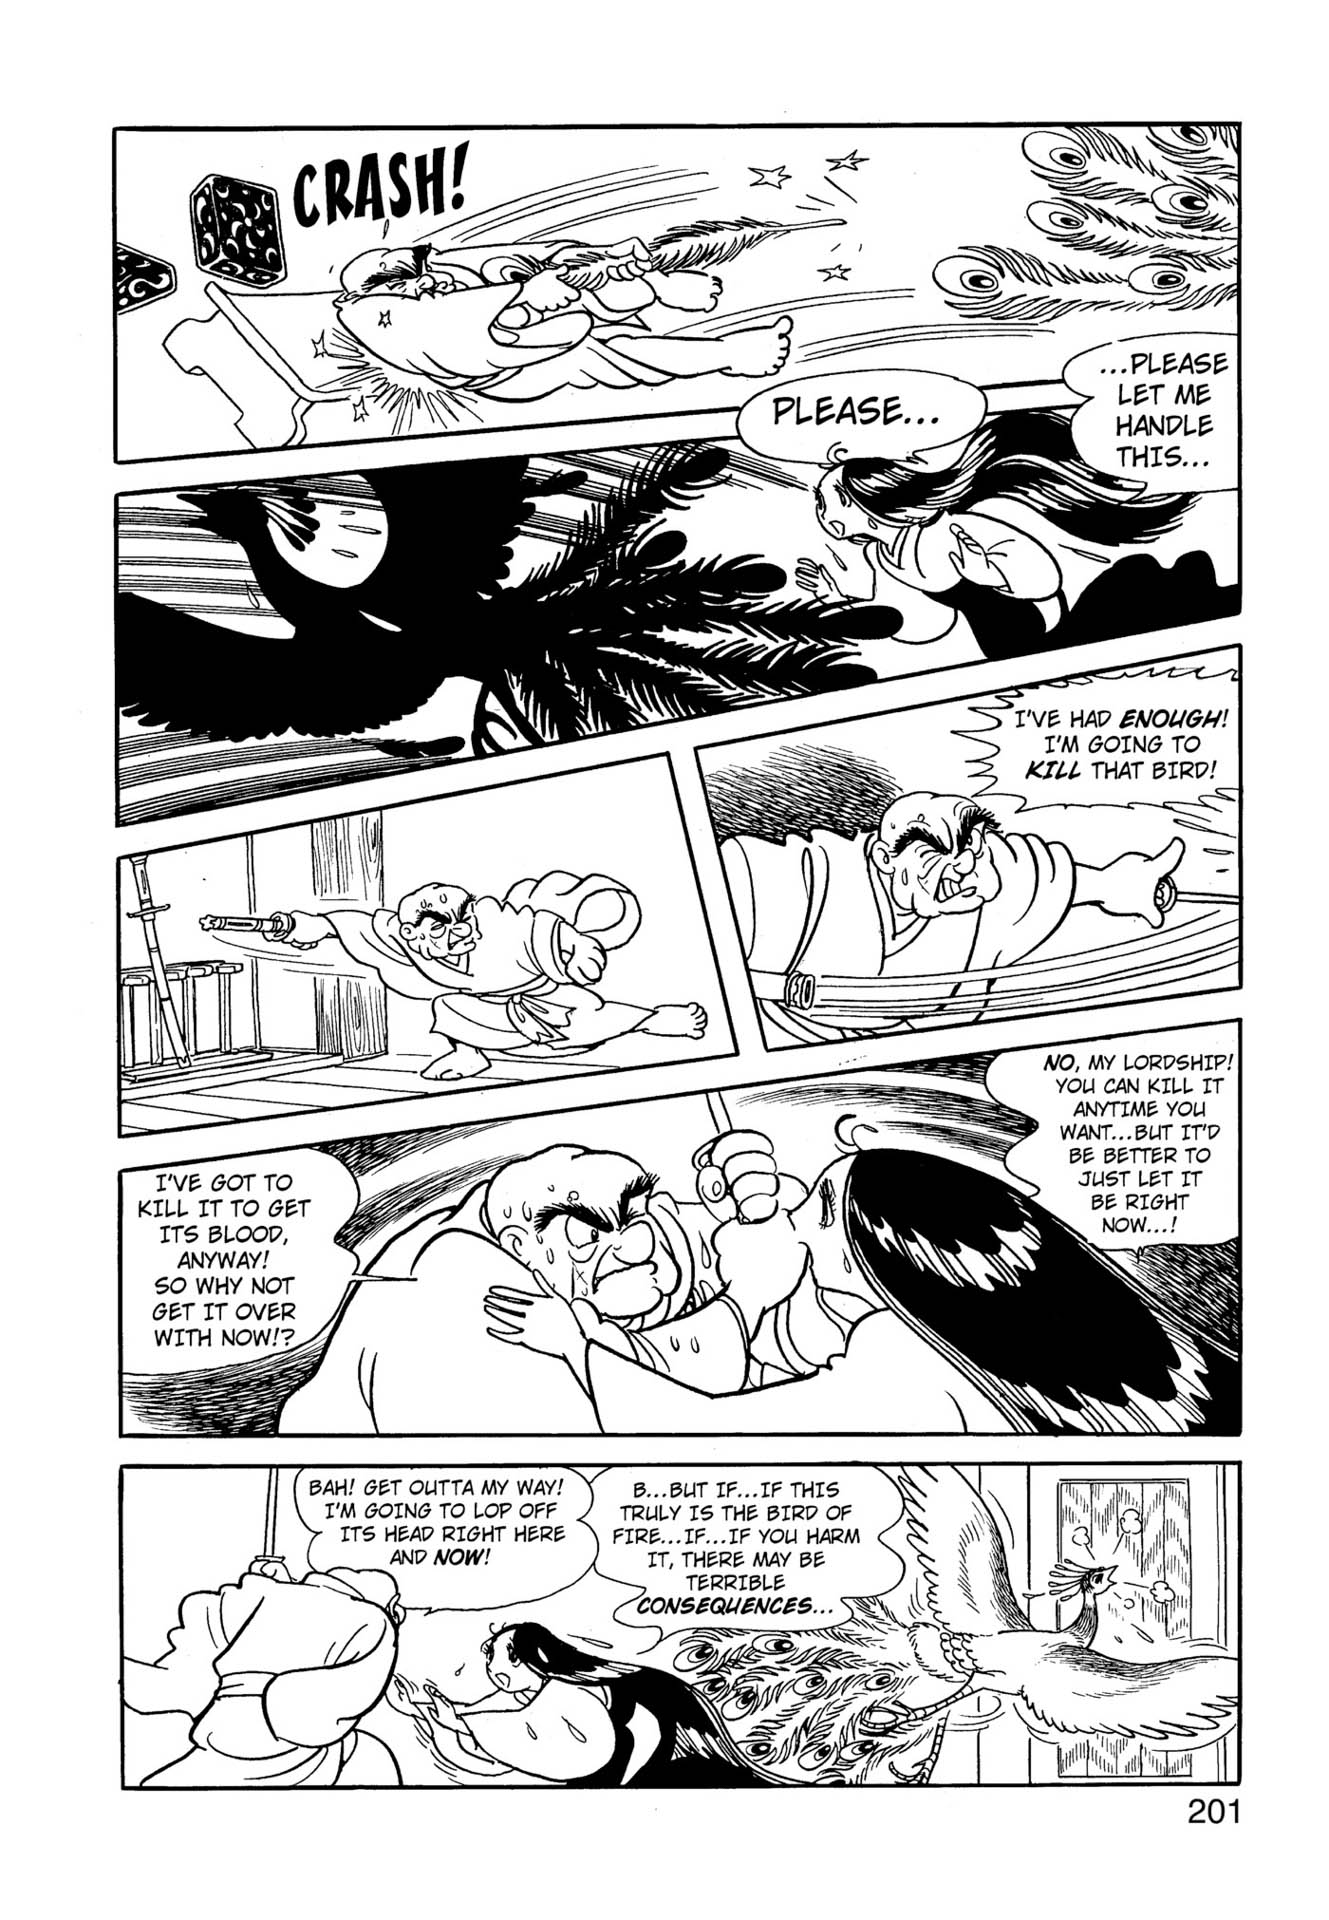 CRASH!
PLEASE...
...PLEASE
LET ME
HANDLE
THIS...
I'VE HAD ENOUGH!
I'M GOING TO
KILL THAT BIRD!
I'VE GOT TO
KILL IT TO GET
ITS BLOOD,
ANYWAY!
SO WHY NOT
GET IT OVER
WITH NOW!?
NO, MY LORDSHIP!
YOU CAN KILL IT
ANYTIME YOU
WANT...BUT IT'D
BE BETTER TO
JUST LET IT
BE RIGHT
NOW...!
BAH! GET OUTTA MY WAY!
I'M GOING TO LOP OFF
ITS HEAD RIGHT HERE
AND NOW!
B...BUT IF...IF THIS
TRULY IS THE BIRD OF
FIRE...IF...IF YOU HARM
IT, THERE MAY BE
TERRIBLE
CONSEQUENCES...
201